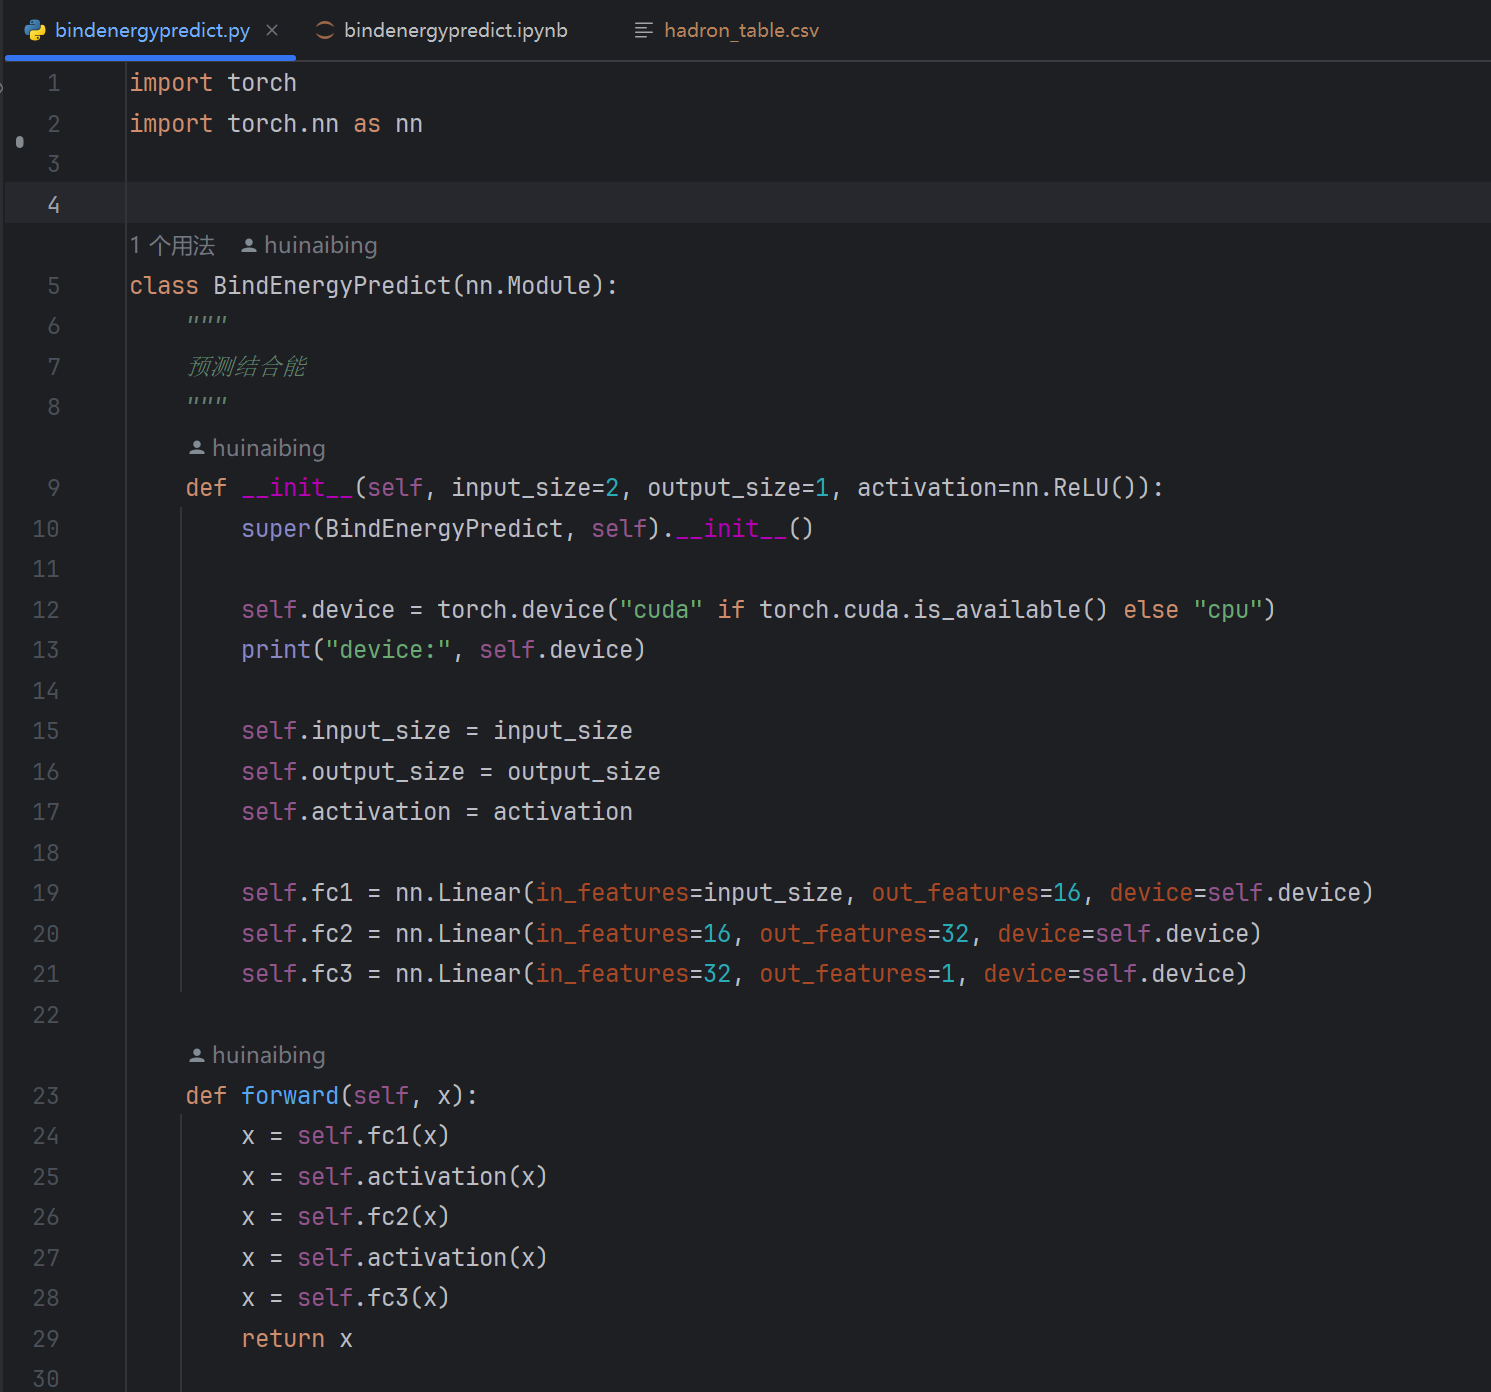 bindenergypredict.py × bindenergypredict.ipynb hadron_table.csv
1 import torch
2 import torch.nn as nn
3
4
1 个用法 huinaibing
5 class BindEnergyPredict(nn.Module):
6 """
7 预测结合能
8 """
huinaibing
9 def __init__(self, input_size=2, output_size=1, activation=nn.ReLU()):
10 super(BindEnergyPredict, self).__init__()
11
12 self.device = torch.device("cuda" if torch.cuda.is_available() else "cpu")
13 print("device:", self.device)
14
15 self.input_size = input_size
16 self.output_size = output_size
17 self.activation = activation
18
19 self.fc1 = nn.Linear(in_features=input_size, out_features=16, device=self.device)
20 self.fc2 = nn.Linear(in_features=16, out_features=32, device=self.device)
21 self.fc3 = nn.Linear(in_features=32, out_features=1, device=self.device)
22
huinaibing
23 def forward(self, x):
24 x = self.fc1(x)
25 x = self.activation(x)
26 x = self.fc2(x)
27 x = self.activation(x)
28 x = self.fc3(x)
29 return x
30